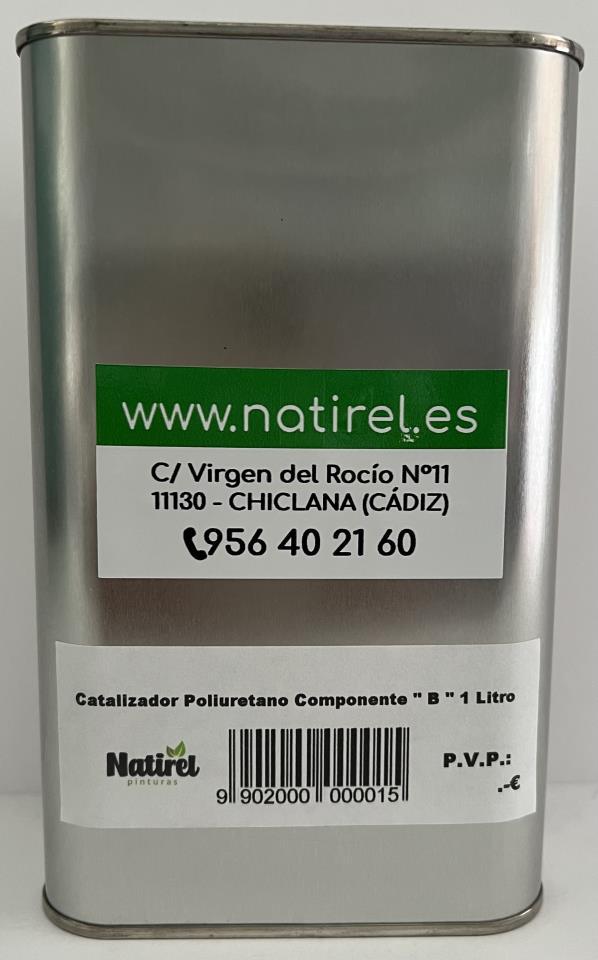 www.natirel.es
C/ Virgen del Rocío Nº11
11130 - CHICLANA (CÁDIZ)
956 40 21 60
Catalizador Poliuretano Componente " B " 1 Litro
Natirel
pinturas
9 902000 000015
P.V.P.:
.-€